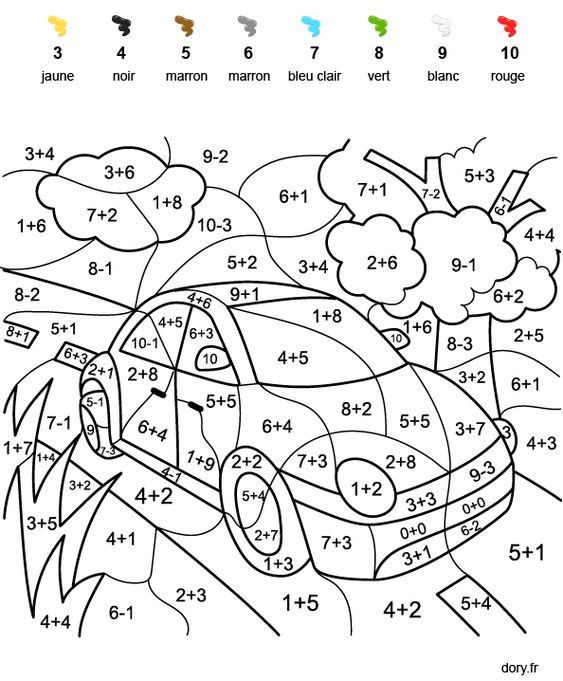 3 4 5 6 7 8 9 10
jaune noir marron marron bleu clair vert blanc rouge
3+4 3+6 9-2 5+3
7+1 7-2
6+1 6-1
7+2 1+8
1+6 10-3 4+4
8-1 5+2 3+4 2+6 9-1
8-2 4+6 9+1 6+2
8+1 5+1 4+5 6+3 1+8 1+6 2+5
10-1 10 10 8-3
6+3 4+5
2+1 2+8 3+2 6+1
5-1 5+5 8+2
7-1 9 6+4 6+4 5+5 3+7 3 4+3
1+7 1+4 7-3 1+9 2+2 7+3 2+8
4-1 9-3
3+2 4+2 5+4 1+2 3+3
3+5 0+0
4+1 2+7 7+3 0+0 6-2
1+3 3+1 5+1
2+3 1+5 4+2 5+4
4+4 6-1
dory.fr